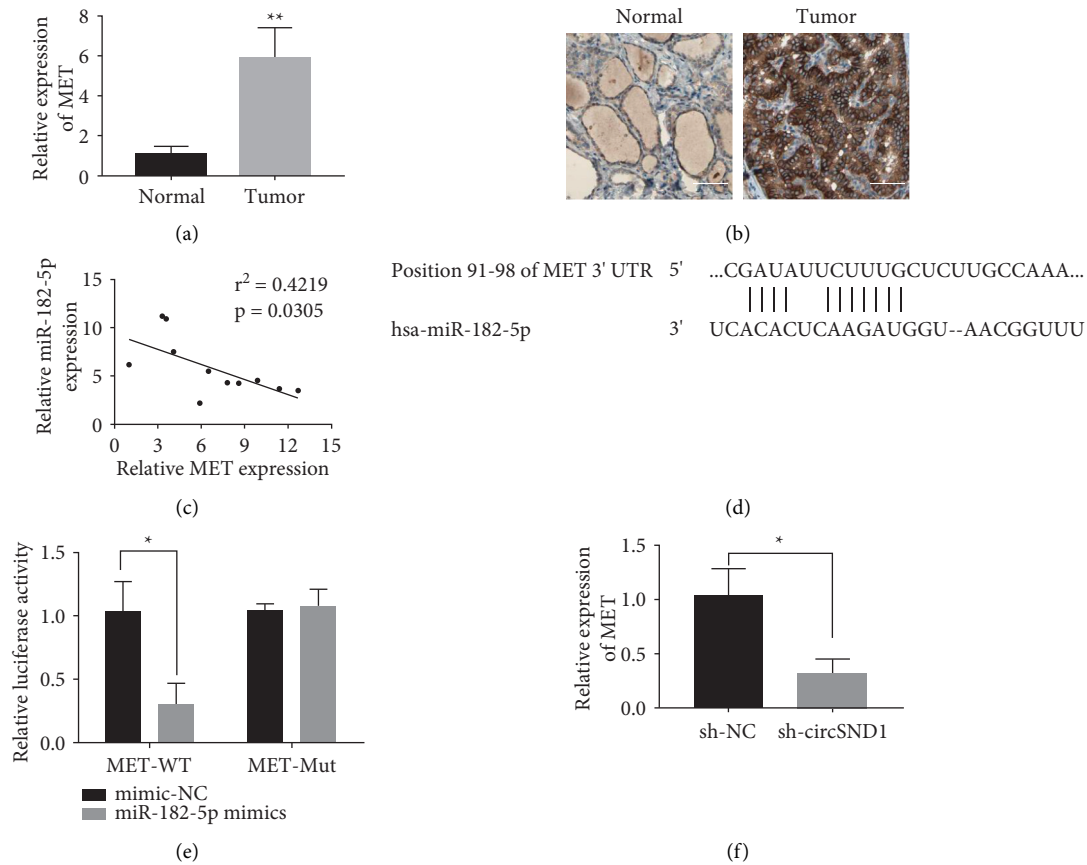 Relative expression
of MET
8
6
4
2
0
**
Normal
Tumor
(a)
Normal
Tumor
(b)
Relative miR-182-5p
expression
15
10
5
0
r² = 0.4219
p = 0.0305
0
3
6
9
12
15
Relative MET expression
(c)
Position 91-98 of MET 3' UTR 5' ...CGAUAUUCUUUGCUCUUGCCAAA...
hsa-miR-182-5p 3' UCACACUCAAGAUGGU--AACGGUUU
(d)
Relative luciferase activity
1.5
1.0
0.5
0.0
*
MET-WT
MET-Mut
mimic-NC
miR-182-5p mimics
(e)
Relative expression
of MET
1.5
1.0
0.5
0.0
*
sh-NC
sh-circSND1
(f)